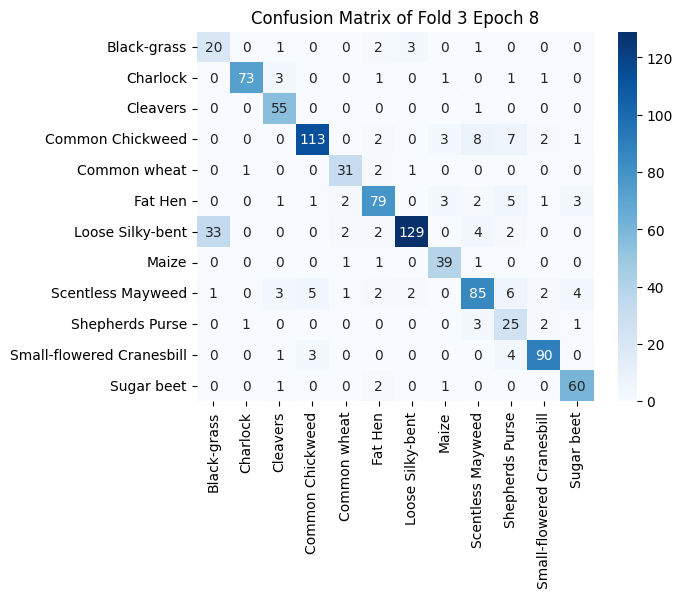 Confusion Matrix of Fold 3 Epoch 8
Black-grass 20 0 1 0 0 2 3 0 1 0 0 0
Charlock 0 73 3 0 0 1 0 1 0 1 1 0
Cleavers 0 0 55 0 0 0 0 0 1 0 0 0
Common Chickweed 0 0 0 113 0 2 0 3 8 7 2 1
Common wheat 0 1 0 0 31 2 1 0 0 0 0 0
Fat Hen 0 0 1 1 2 79 0 3 2 5 1 3
Loose Silky-bent 33 0 0 0 2 2 129 0 4 2 0 0
Maize 0 0 0 0 1 1 0 39 1 0 0 0
Scentless Mayweed 1 0 3 5 1 2 2 0 85 6 2 4
Shepherds Purse 0 1 0 0 0 0 0 0 3 25 2 1
Small-flowered Cranesbill 0 0 1 3 0 0 0 0 0 4 90 0
Sugar beet 0 0 1 0 0 2 0 1 0 0 0 60
Black-grass
Charlock
Cleavers
Common Chickweed
Common wheat
Fat Hen
Loose Silky-bent
Maize
Scentless Mayweed
Shepherds Purse
Small-flowered Cranesbill
Sugar beet
120
100
80
60
40
20
0